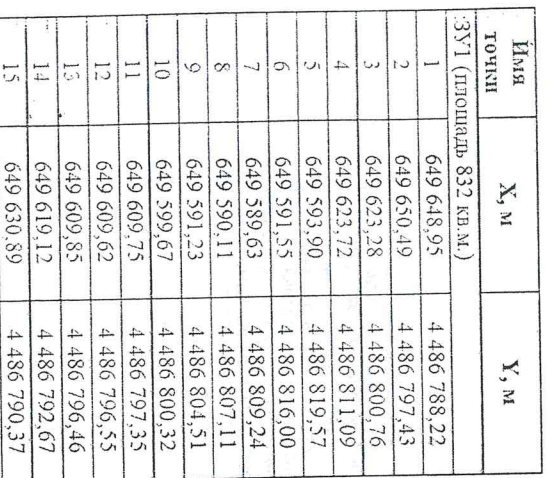 Имя точки X, м Y, м
:ЗУ1 (площадь 832 кв.м.)
1 649 648,95 4 486 788,22
2 649 650,49 4 486 797,43
3 649 623,28 4 486 800,76
4 649 623,72 4 486 811,09
5 649 593,90 4 486 819,57
6 649 591,55 4 486 816,00
7 649 589,63 4 486 809,24
8 649 590,11 4 486 807,11
9 649 591,23 4 486 804,51
10 649 599,67 4 486 800,32
11 649 609,75 4 486 797,35
12 649 609,62 4 486 796,55
13 649 609,85 4 486 796,46
14 649 619,12 4 486 792,67
15 649 630,89 4 486 790,37